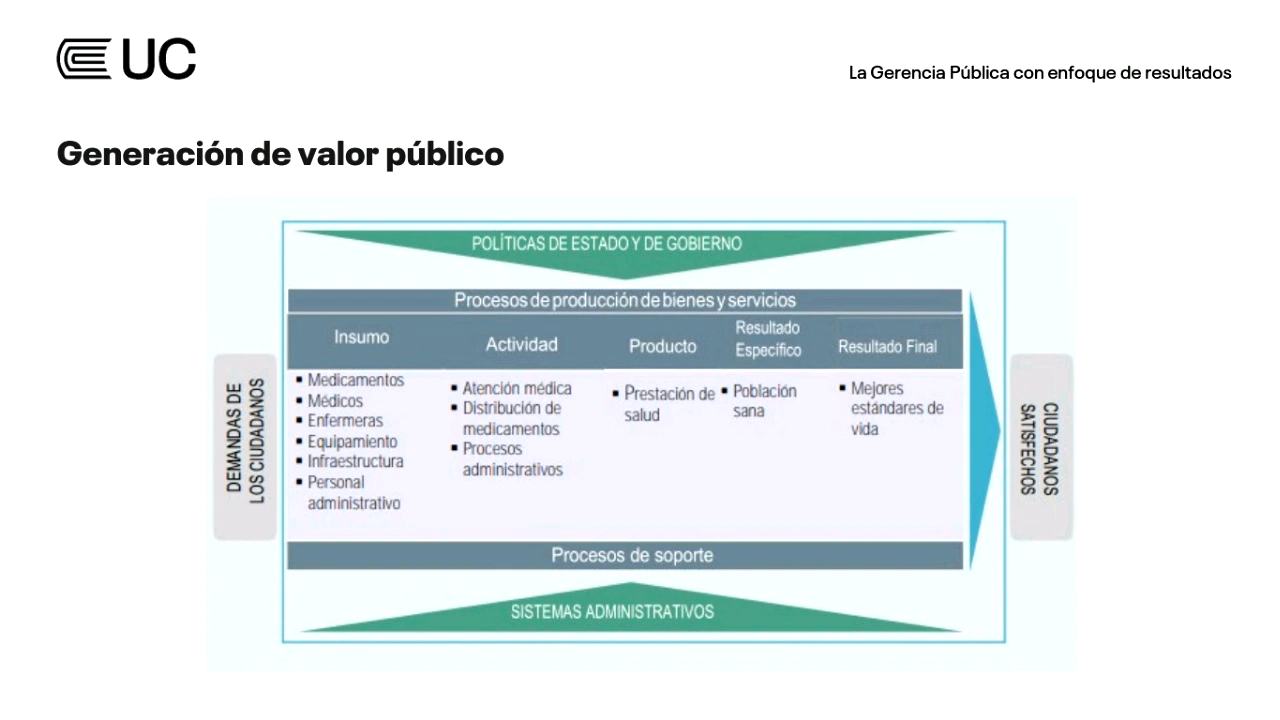 UC
La Gerencia Pública con enfoque de resultados
Generación de valor público
POLÍTICAS DE ESTADO Y DE GOBIERNO
Procesos de producción de bienes y servicios
Insumo
Actividad
Producto
Resultado
Específico
Resultado Final
DEMANDAS DE
LOS CIUDADANOS
▪ Medicamentos
▪ Médicos
▪ Enfermeras
▪ Equipamiento
▪ Infraestructura
▪ Personal
administrativo
▪ Atención médica
▪ Distribución de
medicamentos
▪ Procesos
administrativos
▪ Prestación de
salud
▪ Población
sana
▪ Mejores
estándares de
vida
CIUDADANOS
SATISFECHOS
Procesos de soporte
SISTEMAS ADMINISTRATIVOS